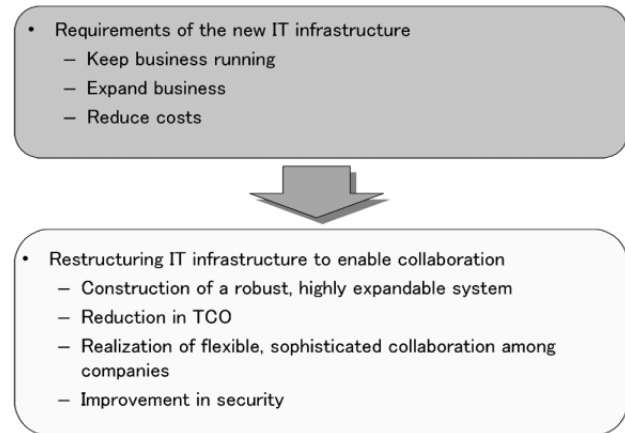 • Requirements of the new IT infrastructure
– Keep business running
– Expand business
– Reduce costs
• Restructuring IT infrastructure to enable collaboration
– Construction of a robust, highly expandable system
– Reduction in TCO
– Realization of flexible, sophisticated collaboration among
companies
– Improvement in security